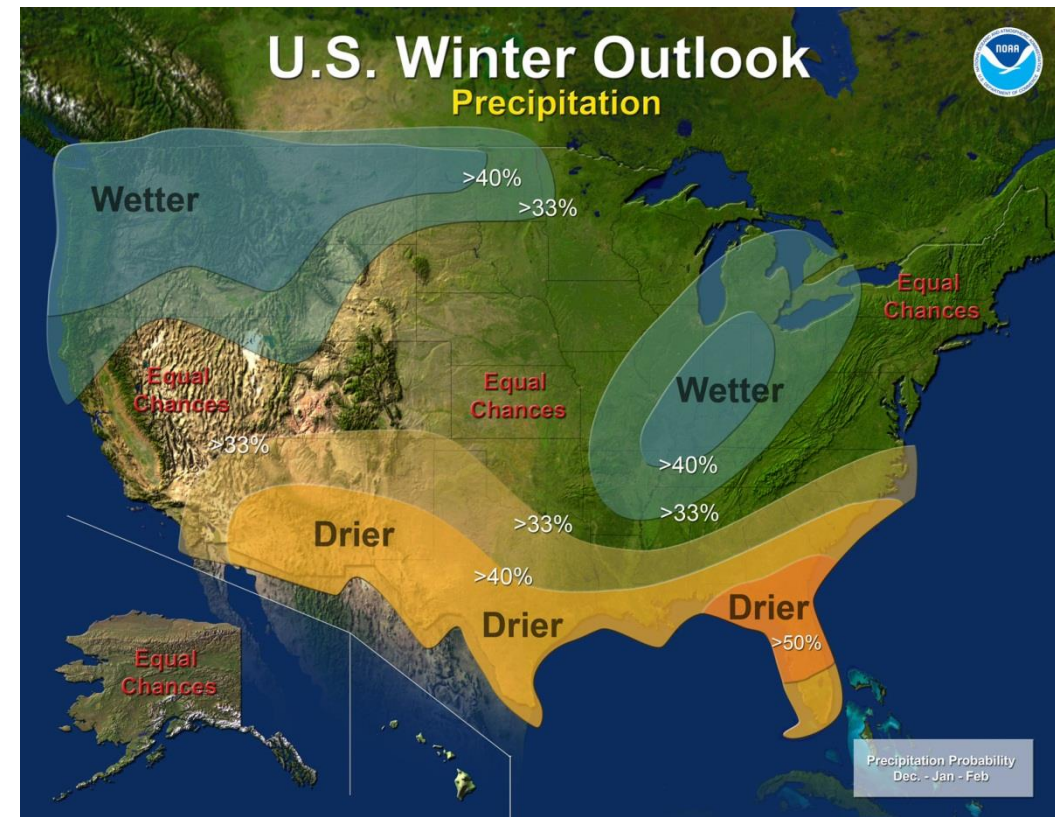 U.S. Winter Outlook
Precipitation
NOAA
Wetter
>40%
>33%
Equal
Chances
Equal
Chances
Equal
Chances
Wetter
>33%
>40%
>33%
>33%
Drier
>40%
Drier
Drier
>50%
Equal
Chances
Precipitation Probability
Dec. - Jan - Feb